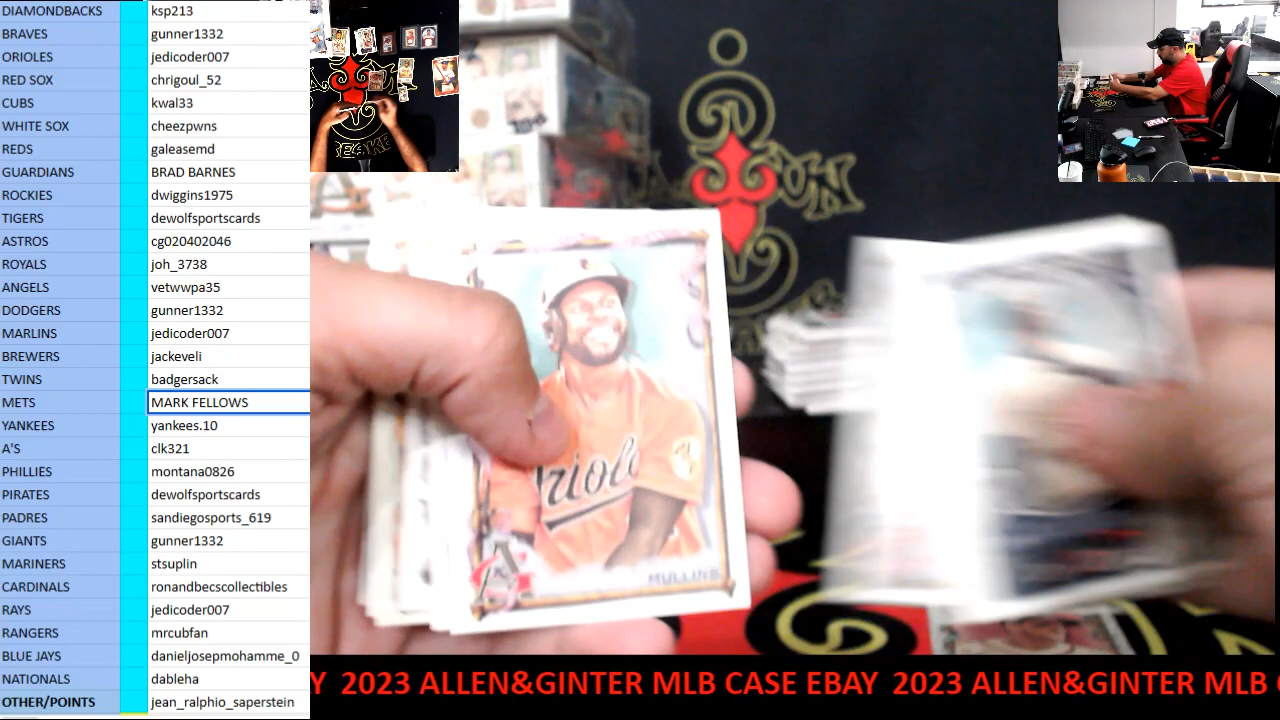 DIAMONDBACKS ksp213
BRAVES gunner1332
ORIOLES jedicoder007
RED SOX chrigoul_52
CUBS kwal33
WHITE SOX cheezpwns
REDS galeasemd
GUARDIANS BRAD BARNES
ROCKIES dwiggins1975
TIGERS dewolfsportscards
ASTROS cg020402046
ROYALS joh_3738
ANGELS vetwwpa35
DODGERS gunner1332
MARLINS jedicoder007
BREWERS jackeveli
TWINS badgersack
METS MARK FELLOWS
YANKEES yankees.10
A'S clk321
PHILLIES montana0826
PIRATES dewolfsportscards
PADRES sandiegosports_619
GIANTS gunner1332
MARINERS stsuplin
CARDINALS ronandbecscollectibles
RAYS jedicoder007
RANGERS mrcubfan
BLUE JAYS danieljosepmohamme_0
NATIONALS dableha
OTHER/POINTS jean_ralphio_saperstein
MULLINS
Y 2023 ALLEN&GINTER MLB CASE EBAY 2023 ALLEN&GINTER MLB